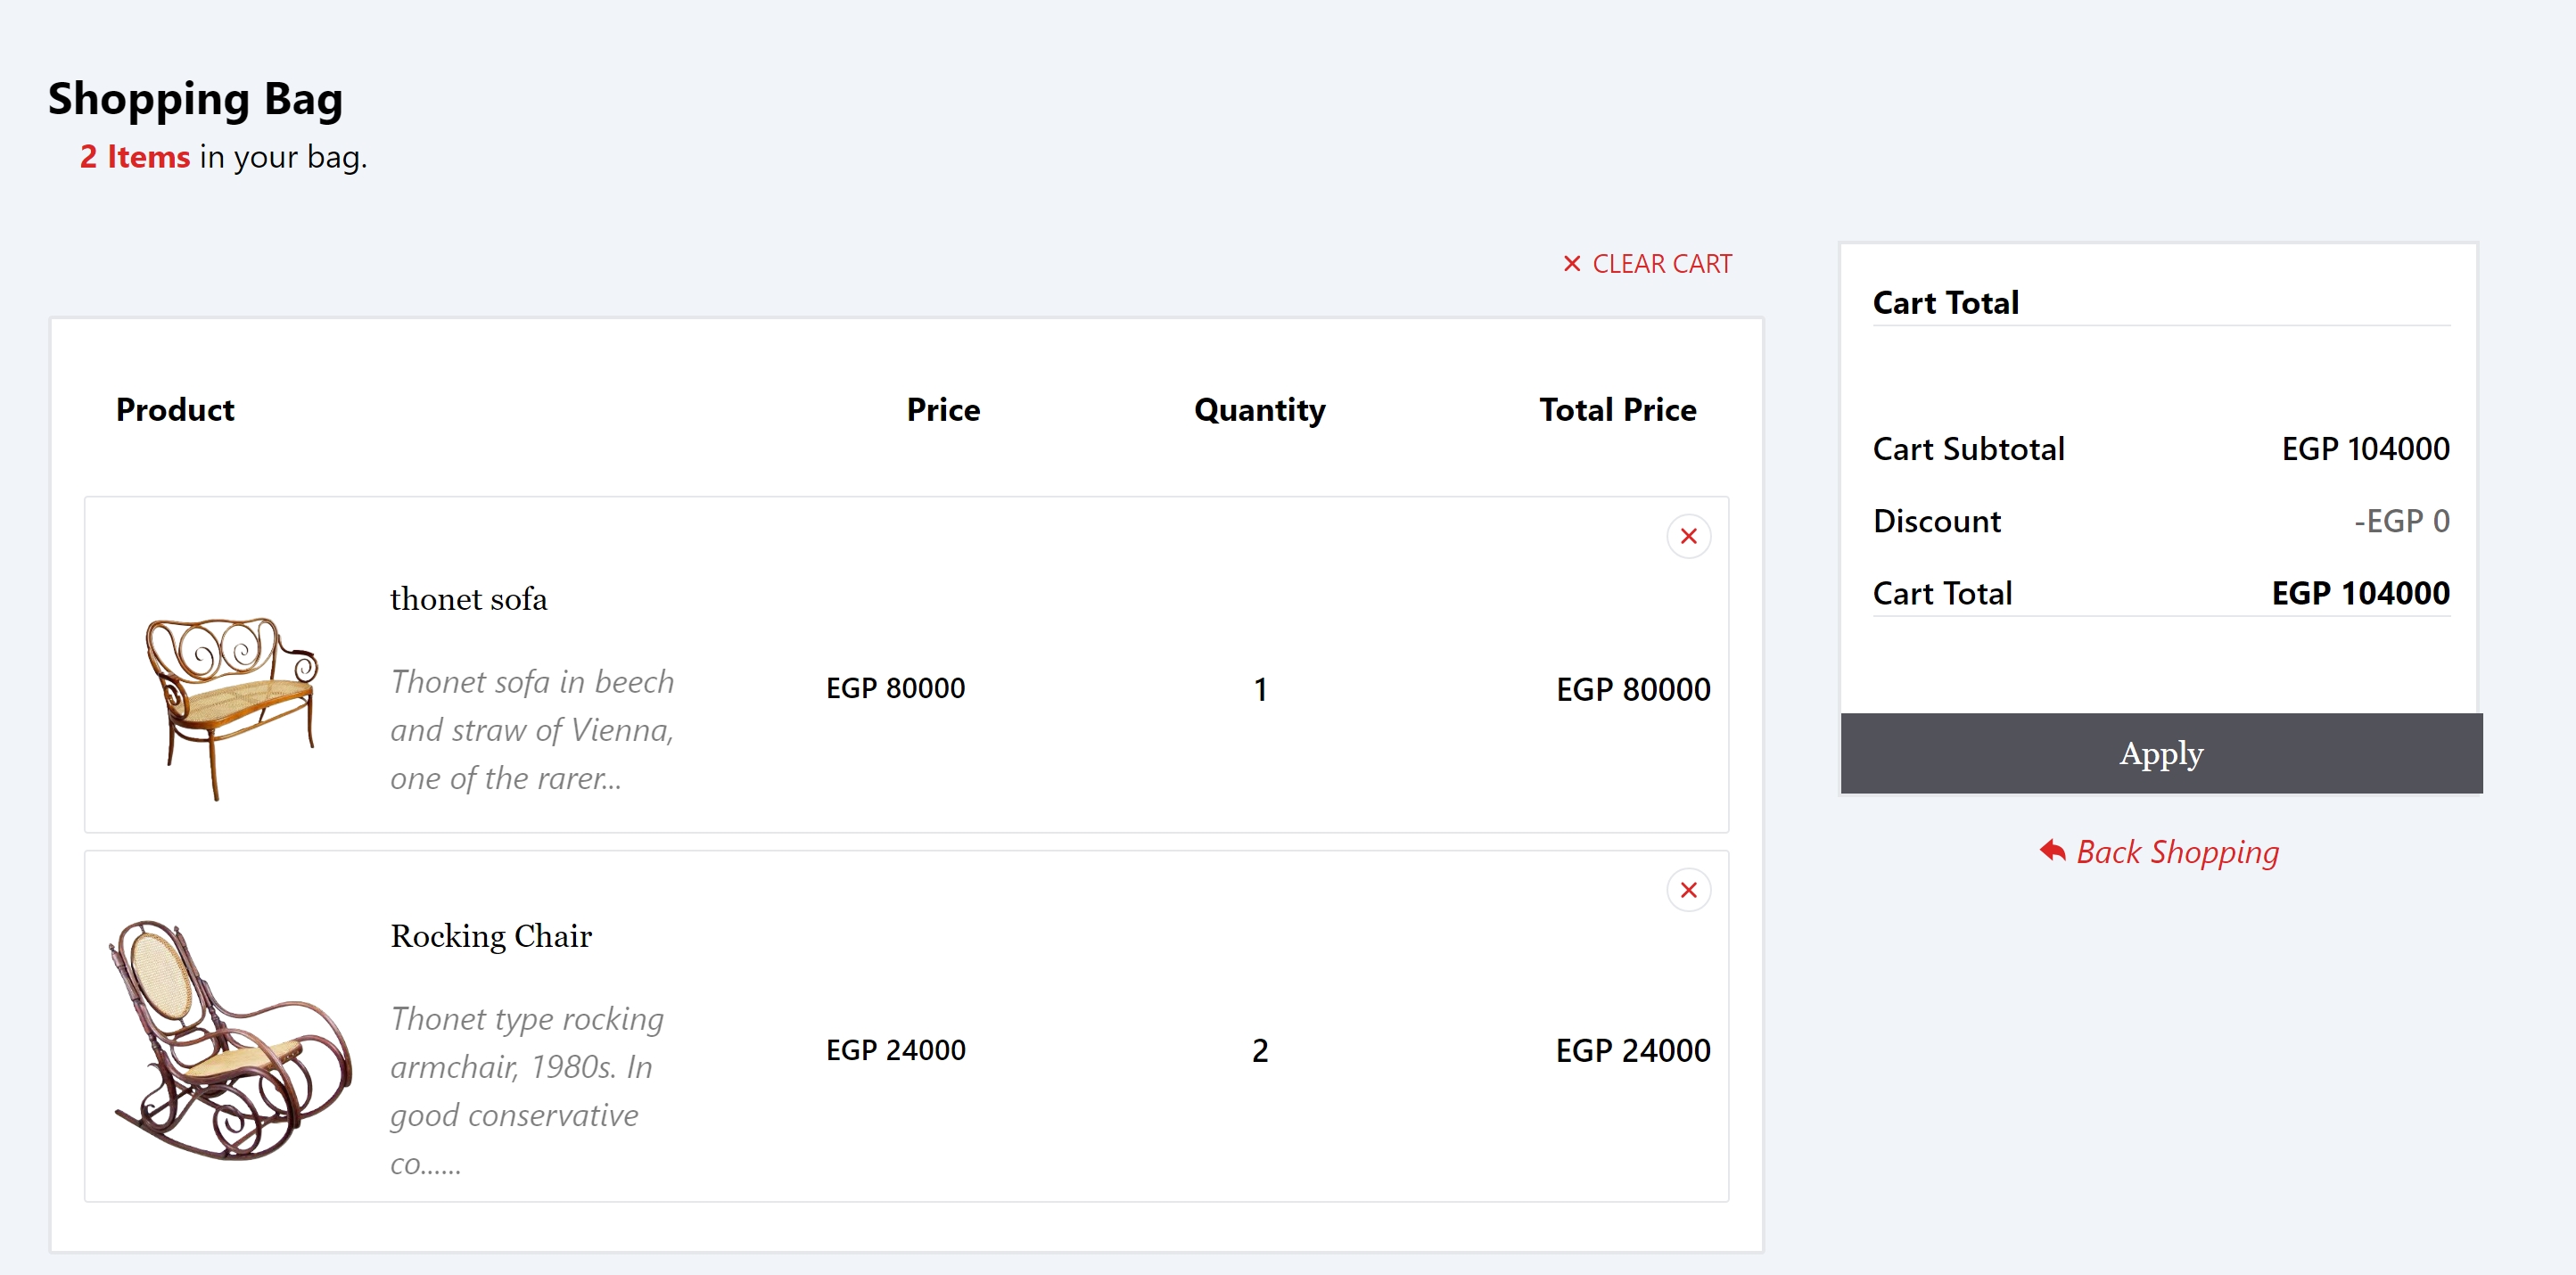 Shopping Bag
2 Items in your bag.
✕ CLEAR CART
Product Price Quantity Total Price
thonet sofa
Thonet sofa in beech
and straw of Vienna,
one of the rarer...
EGP 80000 1 EGP 80000
Rocking Chair
Thonet type rocking
armchair, 1980s. In
good conservative
co......
EGP 24000 2 EGP 24000
Cart Total
Cart Subtotal EGP 104000
Discount -EGP 0
Cart Total EGP 104000
Apply
Back Shopping